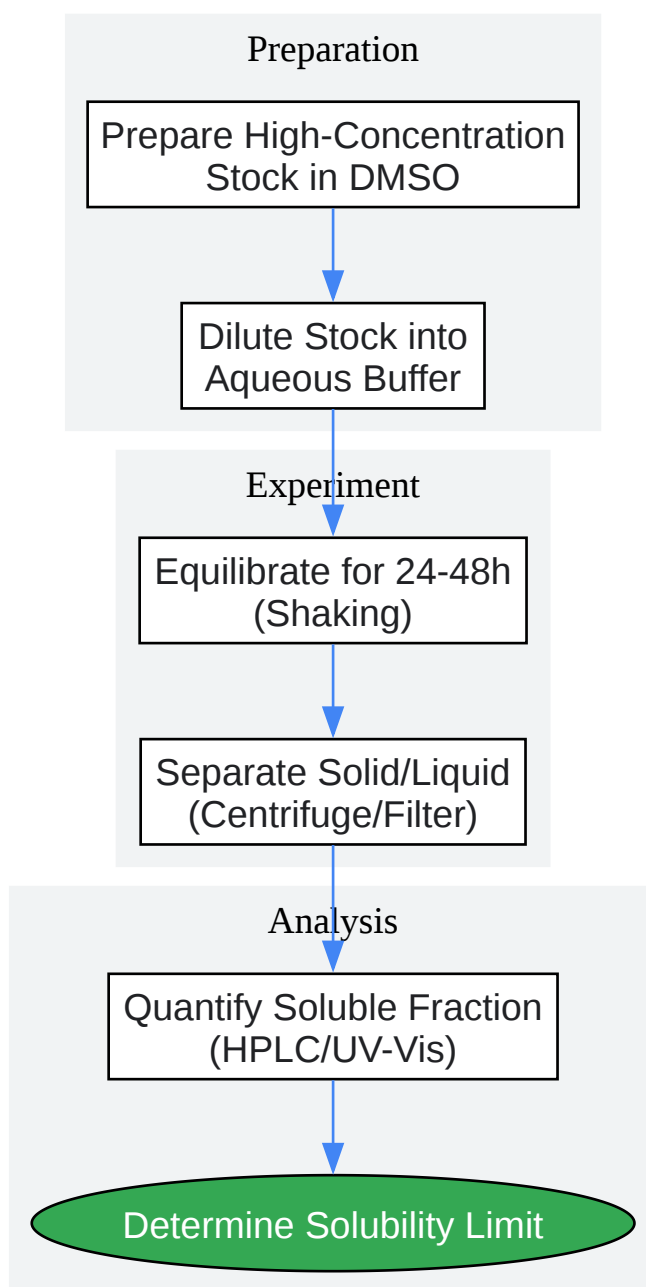 Preparation
Prepare High-Concentration
Stock in DMSO
Dilute Stock into
Aqueous Buffer
Experiment
Equilibrate for 24-48h
(Shaking)
Separate Solid/Liquid
(Centrifuge/Filter)
Analysis
Quantify Soluble Fraction
(HPLC/UV-Vis)
Determine Solubility Limit